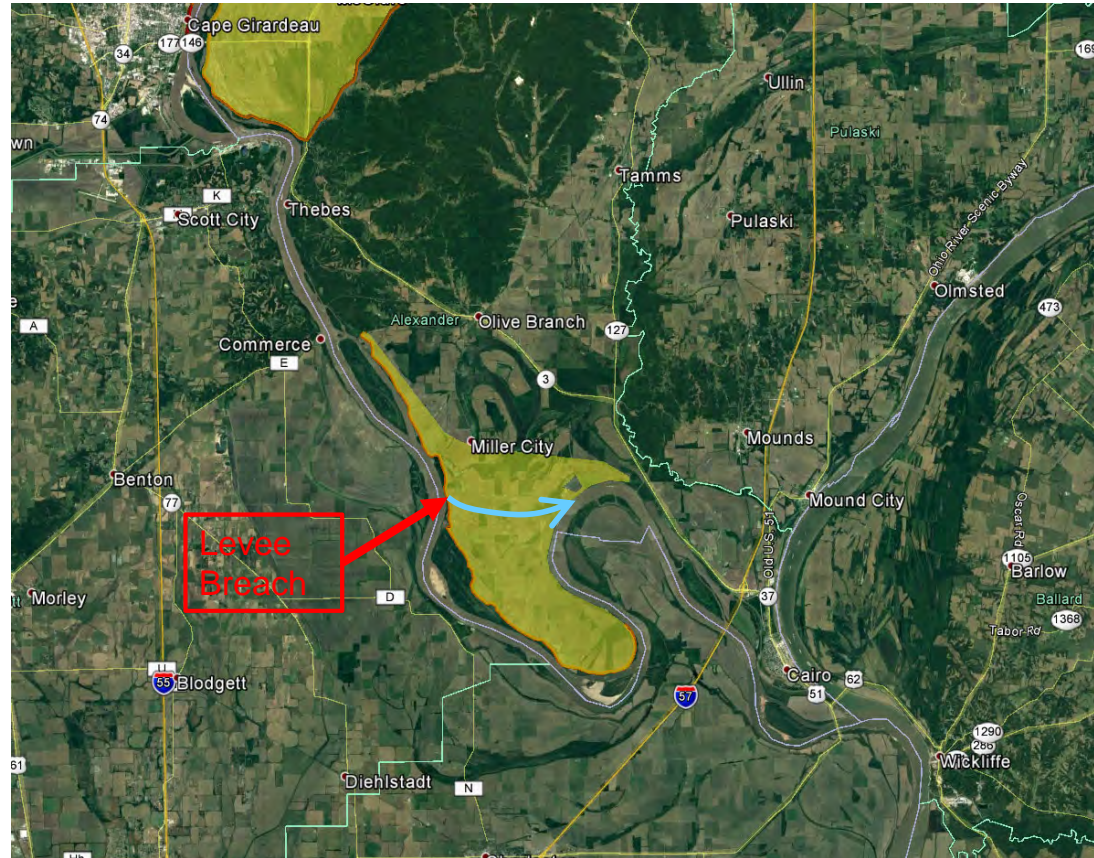 Cape Girardeau
177
146
34
169
Ullin
74
Pulaski
wn
Tamms
K
Pulaski
Scott City
Thebes
Ohio River Scenic Byway
Olmsted
473
A
Alexander
Olive Branch
127
Commerce
E
3
Miller City
Mounds
Benton
77
Mound City
Levee
Breach
Old U.S. 51
Oscar Rd
1105
Barlow
Morley
D
37
Ballard
1368
Tabor Rd
U
55
Blodgett
Cairo
62
51
57
1290
286
Wickliffe
61
Diehlstadt
N